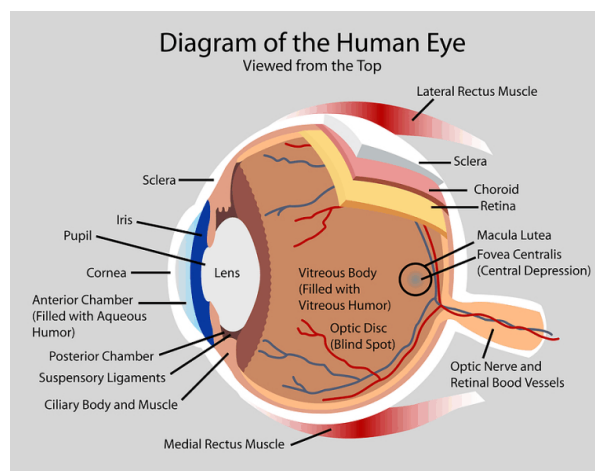 Diagram of the Human Eye
Viewed from the Top
Lateral Rectus Muscle
Sclera
Choroid
Retina
Macula Lutea
Fovea Centralis
(Central Depression)
Sclera
Iris
Pupil
Cornea
Anterior Chamber
(Filled with Aqueous
Humor)
Posterior Chamber
Suspensory Ligaments
Ciliary Body and Muscle
Lens
Vitreous Body
(Filled with
Vitreous Humor)
Optic Disc
(Blind Spot)
Optic Nerve and
Retinal Bood Vessels
Medial Rectus Muscle